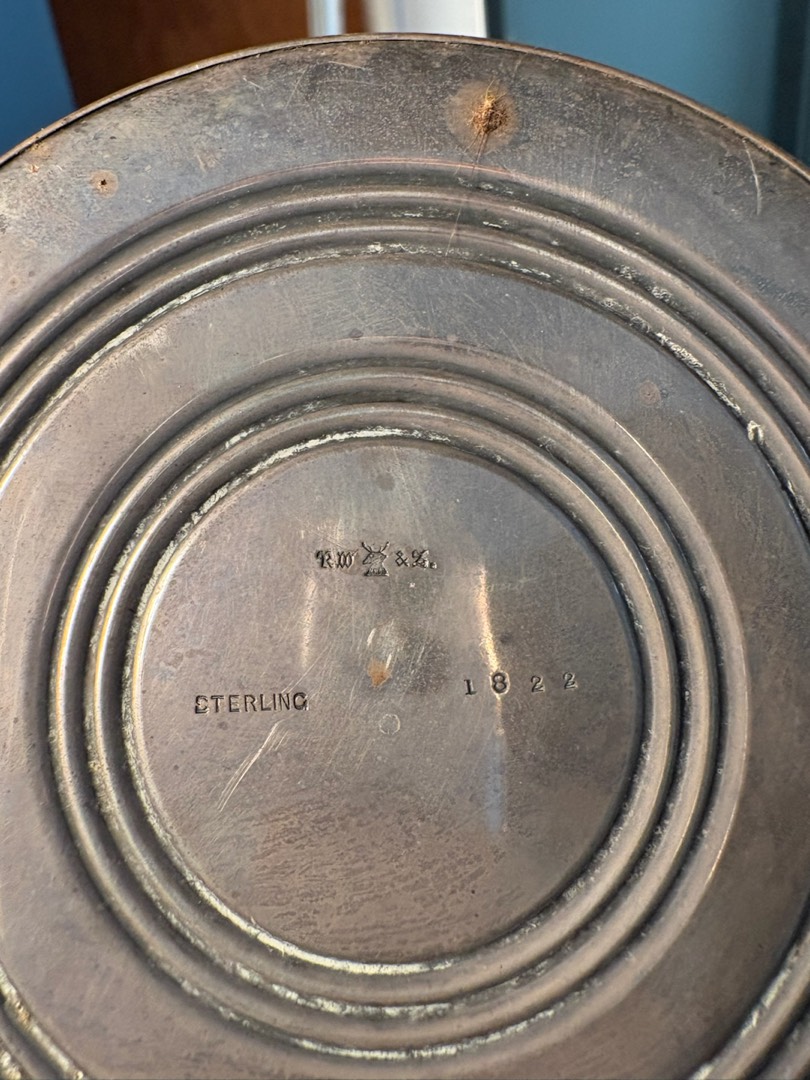 R.W & S.
STERLING 1822